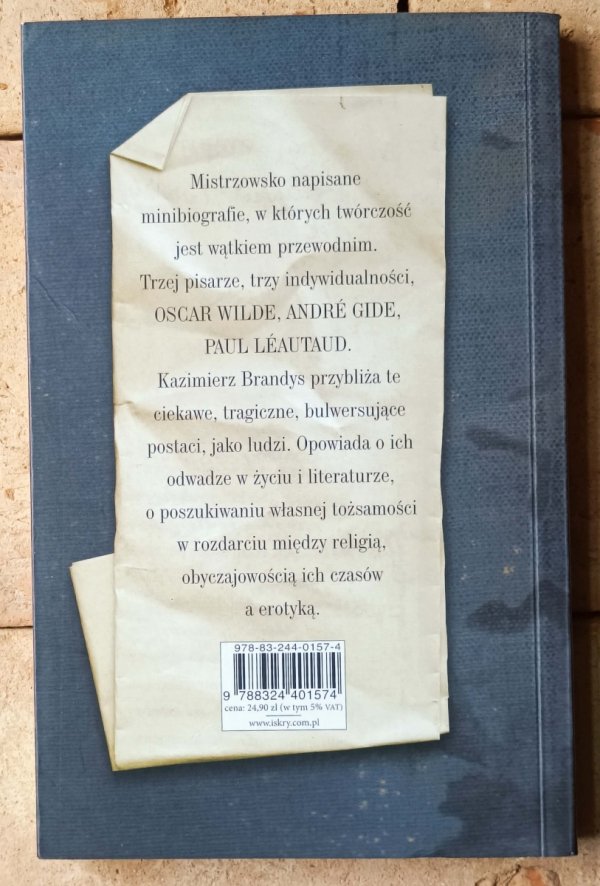 Mistrzowsko napisane
minibiografie, w których twórczość
jest wątkiem przewodnim.
Trzej pisarze, trzy indywidualności,
OSCAR WILDE, ANDRÉ GIDE,
PAUL LÉAUTAUD.
Kazimierz Brandys przybliża te
ciekawe, tragiczne, bulwersujące
postaci, jako ludzi. Opowiada o ich
odwadze w życiu i literaturze,
o poszukiwaniu własnej tożsamości
w rozdarciu między religią,
obyczajowością ich czasów
a erotyką.
978-83-244-0157-4
9 788324 401574
cena: 24,90 zł (w tym 5% VAT)
www.iskry.com.pl